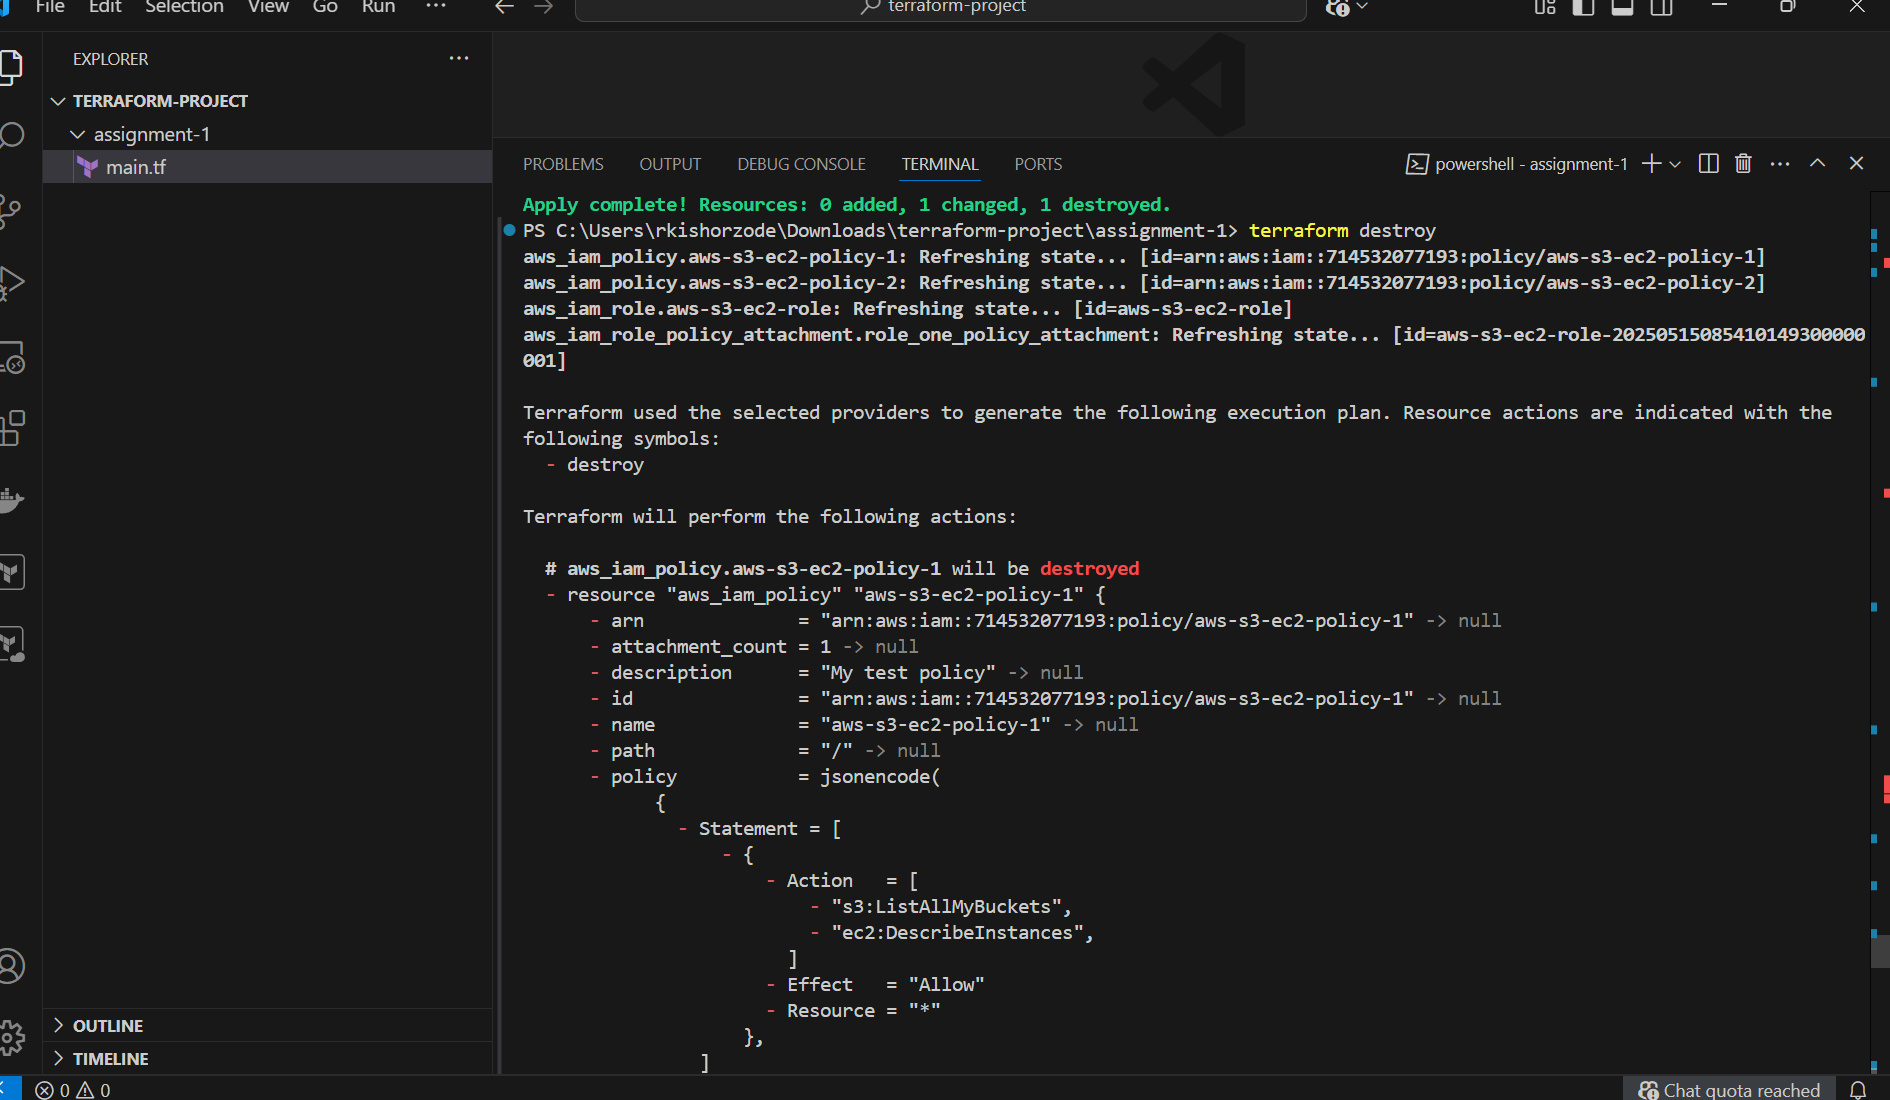 File Edit Selection View Go Run ···
terraform-project
EXPLORER ···
TERRAFORM-PROJECT
assignment-1
main.tf
OUTLINE
TIMELINE
PROBLEMS OUTPUT DEBUG CONSOLE TERMINAL PORTS
powershell - assignment-1
Apply complete! Resources: 0 added, 1 changed, 1 destroyed.
PS C:\Users\rkishorzode\Downloads\terraform-project\assignment-1> terraform destroy
aws_iam_policy.aws-s3-ec2-policy-1: Refreshing state... [id=arn:aws:iam::714532077193:policy/aws-s3-ec2-policy-1]
aws_iam_policy.aws-s3-ec2-policy-2: Refreshing state... [id=arn:aws:iam::714532077193:policy/aws-s3-ec2-policy-2]
aws_iam_role.aws-s3-ec2-role: Refreshing state... [id=aws-s3-ec2-role]
aws_iam_role_policy_attachment.role_one_policy_attachment: Refreshing state... [id=aws-s3-ec2-role-20250515085410149300000
001]
Terraform used the selected providers to generate the following execution plan. Resource actions are indicated with the
following symbols:
  - destroy
Terraform will perform the following actions:
  # aws_iam_policy.aws-s3-ec2-policy-1 will be destroyed
  - resource "aws_iam_policy" "aws-s3-ec2-policy-1" {
      - arn              = "arn:aws:iam::714532077193:policy/aws-s3-ec2-policy-1" -> null
      - attachment_count = 1 -> null
      - description      = "My test policy" -> null
      - id               = "arn:aws:iam::714532077193:policy/aws-s3-ec2-policy-1" -> null
      - name             = "aws-s3-ec2-policy-1" -> null
      - path             = "/" -> null
      - policy           = jsonencode(
            {
              - Statement = [
                  - {
                      - Action   = [
                          - "s3:ListAllMyBuckets",
                          - "ec2:DescribeInstances",
                        ]
                      - Effect   = "Allow"
                      - Resource = "*"
                    },
                ]
0 0
Chat quota reached